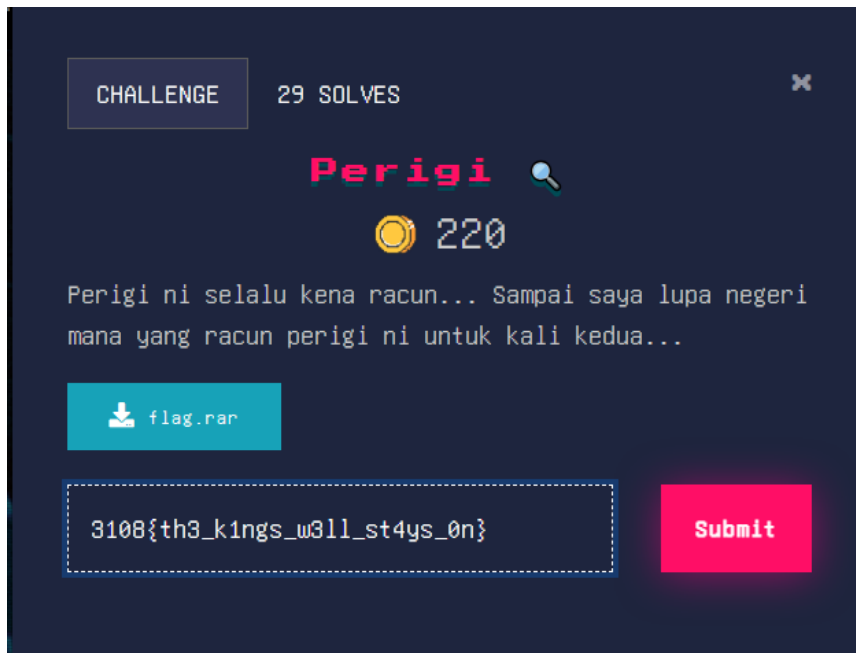 CHALLENGE
29 SOLVES
Perigi
220
Perigi ni selalu kena racun... Sampai saya lupa negeri
mana yang racun perigi ni untuk kali kedua...
flag.rar
3108{th3_k1ngs_w3ll_st4ys_0n}
Submit